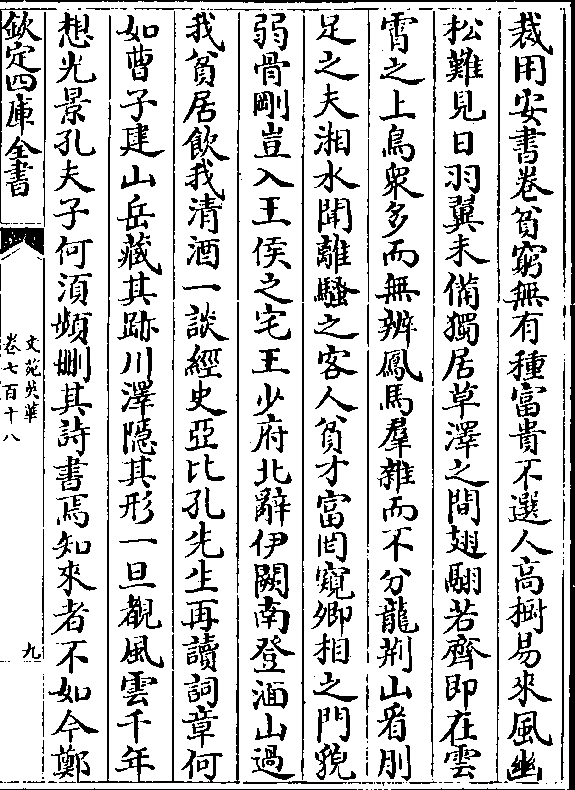 裁用安書卷貧窮無有種富貴不選人高樹易來風幽
松難見日羽翼未備獨居草澤之間翅翮若齊即在雲
霄之上鳥衆多而無辨鳳馬羣雜而不分龍荆山看刖
足之夫湘水聞離騷之客人貧才富罔窺卿相之門貌
弱骨剛豈入王侯之宅王少府北辭伊闕南登湎山過
我貧居飲我清酒一談經史亞比孔先生再讀詞章何
如曹子建山岳藏其跡川澤隱其形一旦覩風雲千年
想光景孔夫子何須頻删其詩書焉知來者不如今鄭
欽定四庫全書
文苑英華
卷七百十八
九